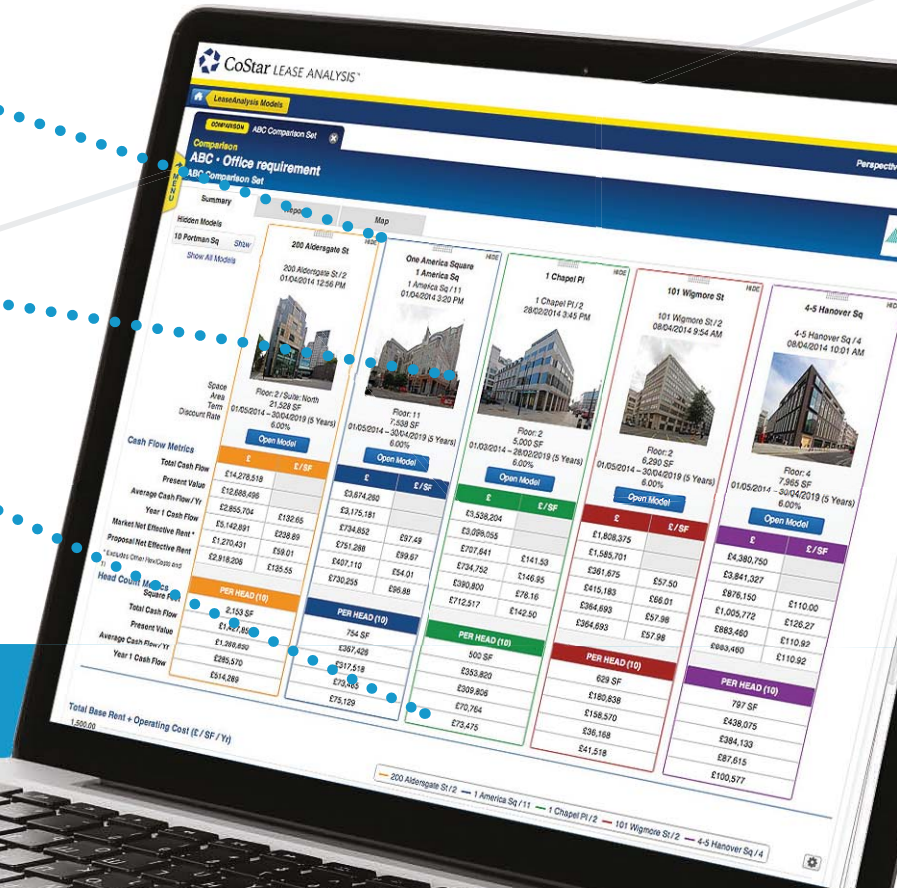 CoStar LEASE ANALYSIS™
LeaseAnalysis Models
COMPARISON ABC Comparison Set
Perspectiv
Comparison
ABC • Office requirement
ABC Comparison Set
MENU
Summary
Map
Hidden Models
10 Portman Sq Show
Show All Models
HIDE
200 Aldersgate St
200 Aldersgate St / 2
01/04/2014 12:56 PM
Floor: 2 / Suite: North
21,528 SF
01/05/2014 – 30/04/2019 (5 Years)
6.00%
Open Model
HIDE
One America Square
1 America Sq
1 America Sq / 11
01/04/2014 3:20 PM
Floor: 11
7,538 SF
01/05/2014 – 30/04/2019 (5 Years)
6.00%
Open Model
HIDE
1 Chapel Pl
1 Chapel Pl / 2
28/02/2014 3:45 PM
Floor: 2
5,000 SF
01/03/2014 – 28/02/2019 (5 Years)
6.00%
Open Model
HIDE
101 Wigmore St
101 Wigmore St / 2
08/04/2014 9:54 AM
Floor: 2
6,290 SF
01/05/2014 – 30/04/2019 (5 Years)
6.00%
Open Model
4-5 Hanover Sq
4-5 Hanover Sq / 4
08/04/2014 10:01 AM
Floor: 4
7,965 SF
01/05/2014 – 30/04/2019 (5 Years)
6.00%
Open Model
Space
Area
Term
Discount Rate
Cash Flow Metrics £ £/SF £ £/SF £ £/SF £ £/SF £ £/SF
Total Cash Flow £14,278,518 £3,674,260 £3,538,204 £1,808,375 £4,380,750
Present Value £12,688,496 £3,175,181 £3,098,055 £1,585,701 £3,841,327
Average Cash Flow / Yr £2,855,704 £132.65 £734,852 £97.49 £707,641 £141.53 £361,675 £57.50 £876,150 £110.00
Year 1 Cash Flow £5,142,891 £238.89 £751,288 £99.67 £734,752 £146.95 £415,183 £66.01 £1,005,772 £126.27
Market Net Effective Rent * £1,270,431 £59.01 £407,110 £54.01 £390,800 £78.16 £364,693 £57.98 £883,460 £110.92
Proposal Net Effective Rent £2,918,206 £135.55 £730,255 £96.88 £712,517 £142.50 £364,693 £57.98 £883,460 £110.92
* Excludes Other Flex/Costs and
Head Count Metrics PER HEAD (10) PER HEAD (10) PER HEAD (10) PER HEAD (10) PER HEAD (10)
Square Feet 2,153 SF 754 SF 500 SF 629 SF 797 SF
Total Cash Flow £367,426 £353,820 £180,838 £438,075
Present Value £317,518 £309,806 £158,570 £384,133
Average Cash Flow / Yr £285,570 £70,764 £36,168 £87,615
Year 1 Cash Flow £514,289 £75,129 £73,475 £41,518 £100,577
Total Base Rent + Operating Cost (£ / SF / Yr)
1,500.00
200 Aldersgate St / 2 1 America Sq / 11 1 Chapel Pl / 2 101 Wigmore St / 2 4-5 Hanover Sq / 4